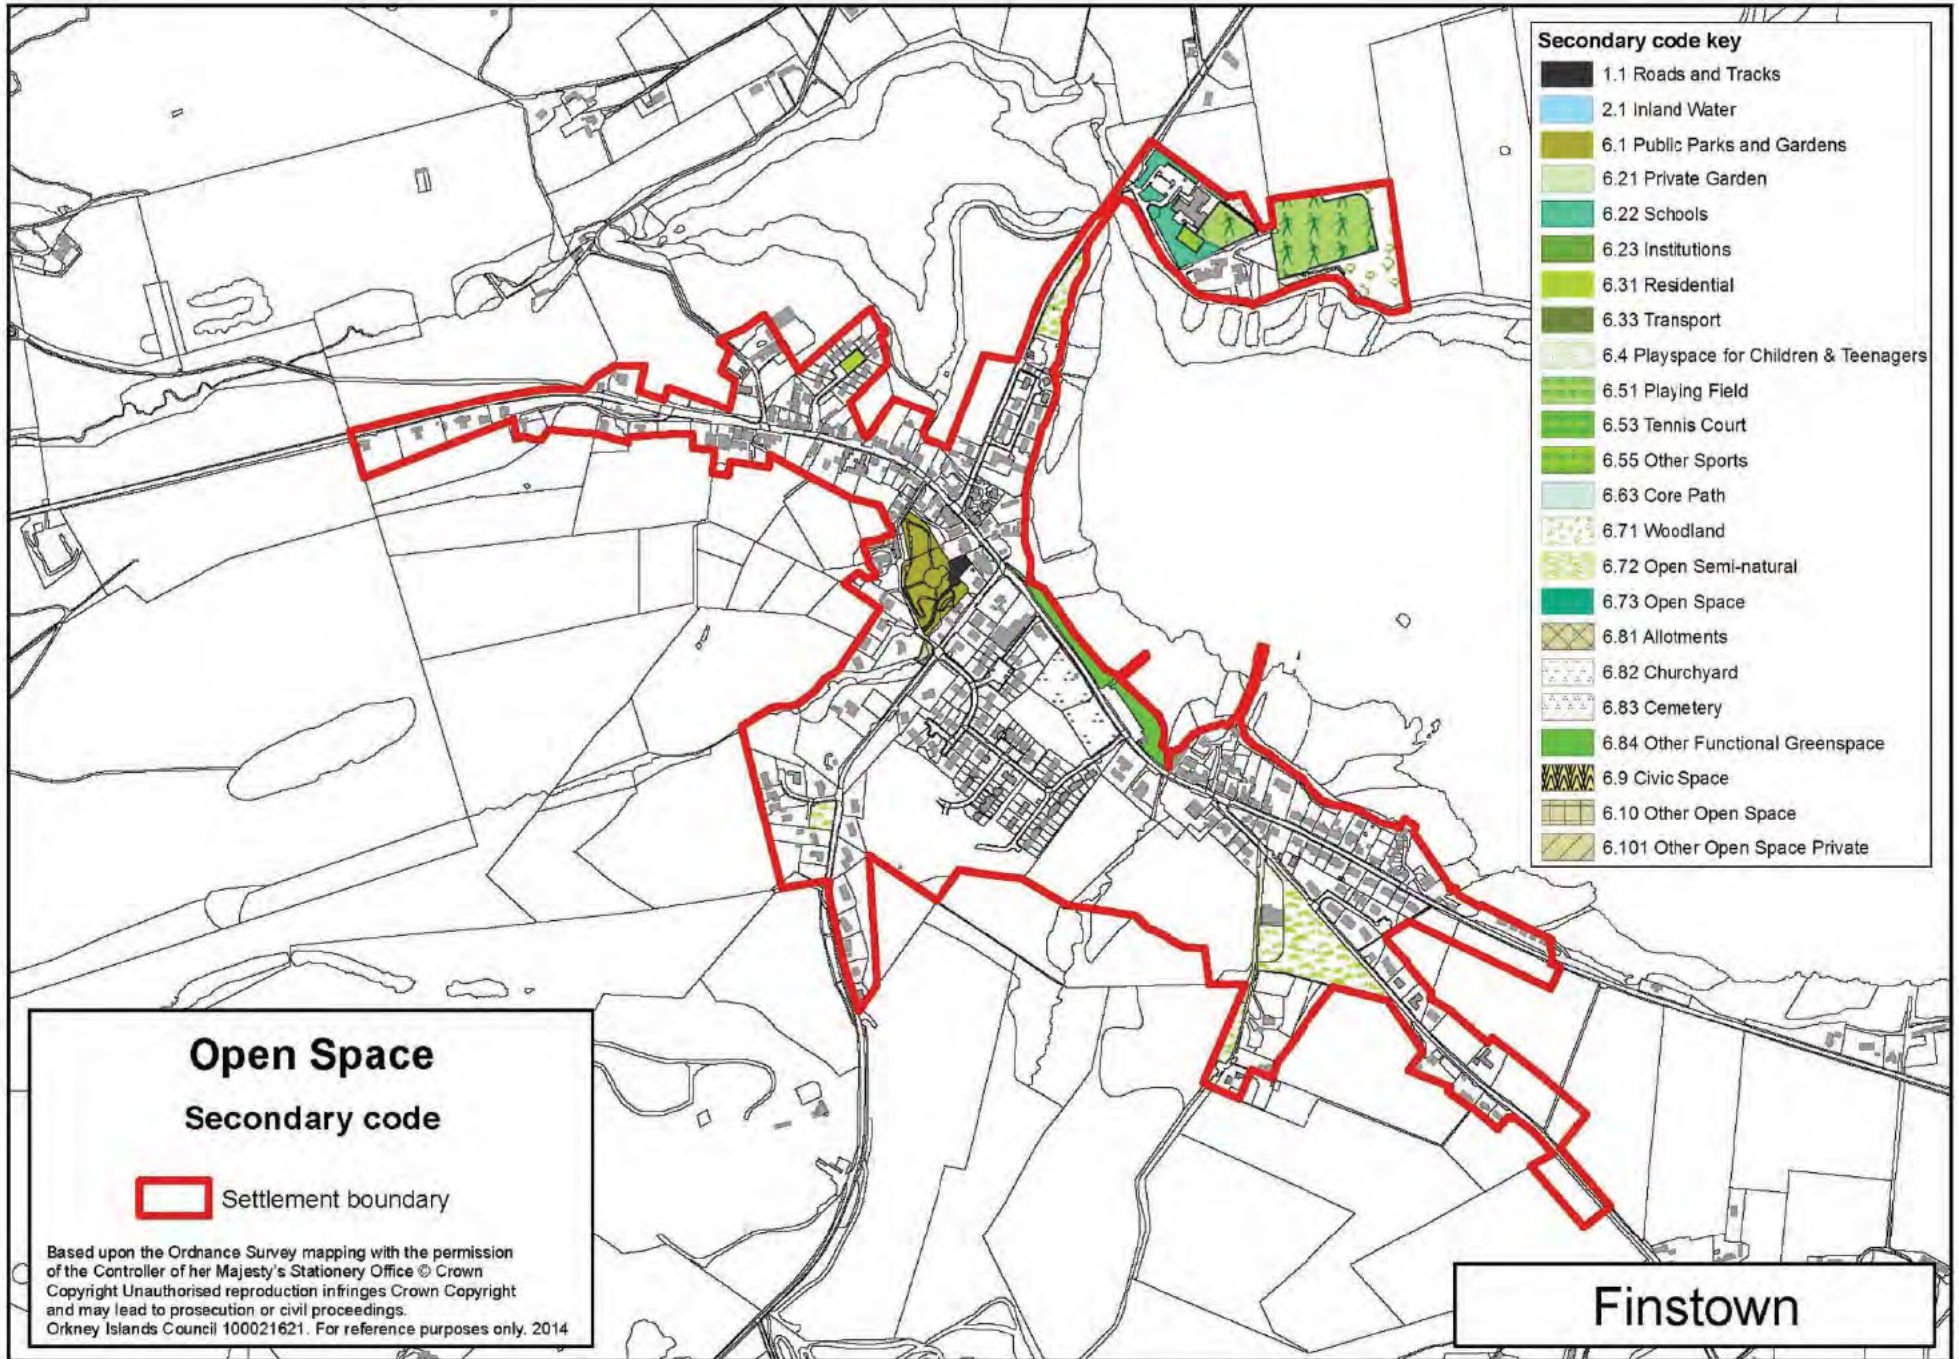 Secondary code key
1.1 Roads and Tracks
2.1 Inland Water
6.1 Public Parks and Gardens
6.21 Private Garden
6.22 Schools
6.23 Institutions
6.31 Residential
6.33 Transport
6.4 Playspace for Children & Teenagers
6.51 Playing Field
6.53 Tennis Court
6.55 Other Sports
6.63 Core Path
6.71 Woodland
6.72 Open Semi-natural
6.73 Open Space
6.81 Allotments
6.82 Churchyard
6.83 Cemetery
6.84 Other Functional Greenspace
6.9 Civic Space
6.10 Other Open Space
6.101 Other Open Space Private
Open Space
Secondary code
Settlement boundary
Based upon the Ordnance Survey mapping with the permission
of the Controller of her Majesty's Stationery Office © Crown
Copyright Unauthorised reproduction infringes Crown Copyright
and may lead to prosecution or civil proceedings.
Orkney Islands Council 100021621. For reference purposes only. 2014
Finstown